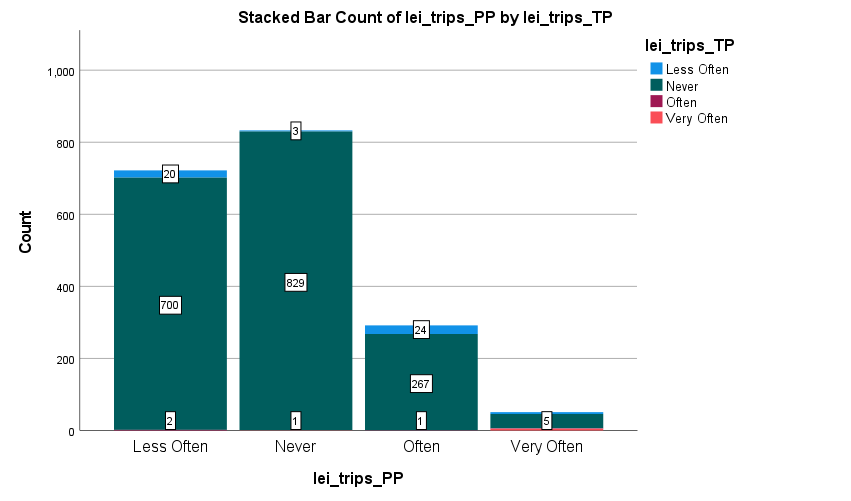 Stacked Bar Count of lei_trips_PP by lei_trips_TP
lei_trips_TP
Less Often
Never
Often
Very Often
Count
1,000
800
600
400
200
0
20
3
700
829
24
267
2
1
1
5
Less Often
Never
Often
Very Often
lei_trips_PP